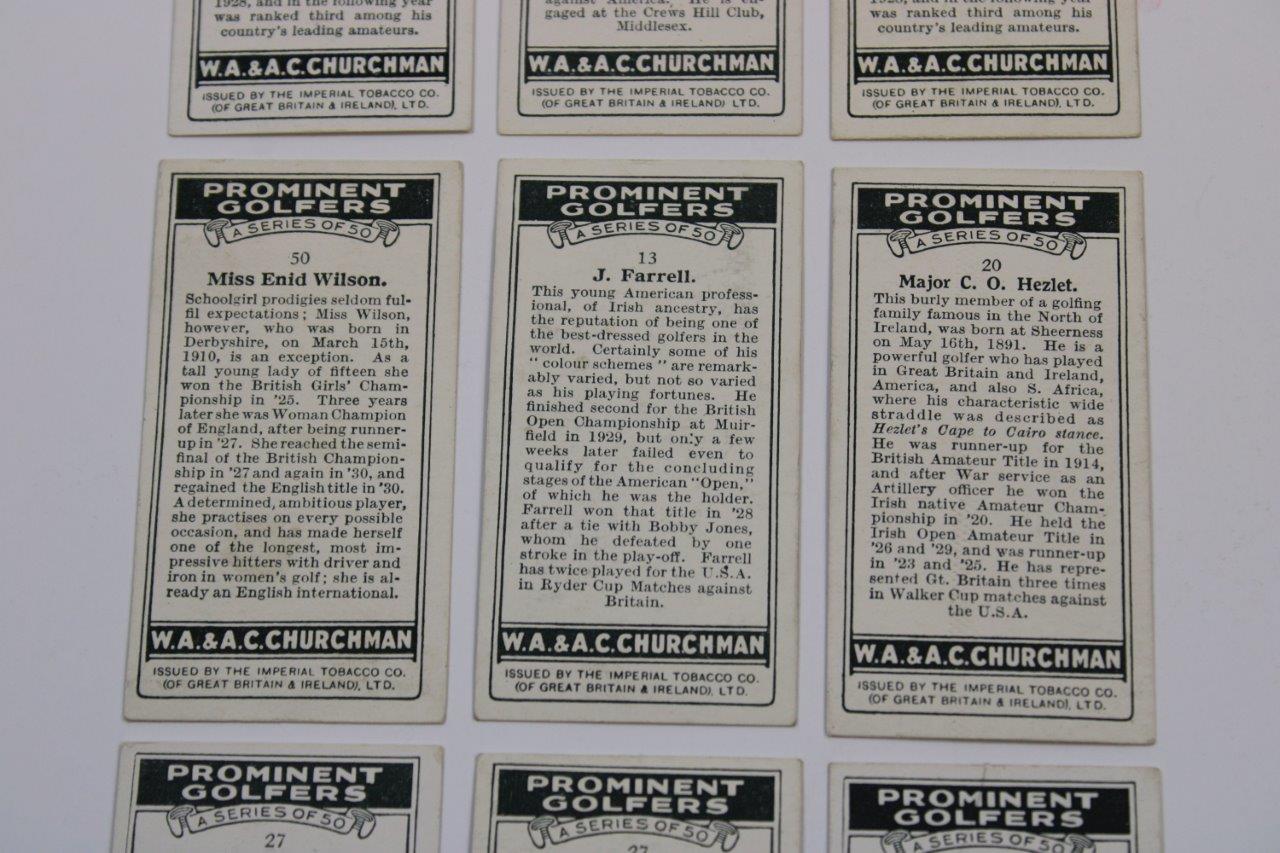 1928, and in the following year
was ranked third among his
country's leading amateurs.
W.A.&A.C.CHURCHMAN
ISSUED BY THE IMPERIAL TOBACCO CO.
(OF GREAT BRITAIN & IRELAND), LTD.
against America. He is en-
gaged at the Crews Hill Club,
Middlesex.
W.A.&A.C.CHURCHMAN
ISSUED BY THE IMPERIAL TOBACCO CO.
(OF GREAT BRITAIN & IRELAND) LTD.
1928, and in the following year
was ranked third among his
country's leading amateurs.
W.A.&A.C.CHURCHMAN
ISSUED BY THE IMPERIAL TOBACCO CO.
(OF GREAT BRITAIN & IRELAND), LTD.
PROMINENT
GOLFERS
A SERIES OF 50
50
Miss Enid Wilson.
Schoolgirl prodigies seldom ful-
fil expectations; Miss Wilson,
however, who was born in
Derbyshire, on March 15th,
1910, is an exception. As a
tall young lady of fifteen she
won the British Girls' Cham-
pionship in '25. Three years
later she was Woman Champion
of England, after being runner-
up in '27. She reached the semi-
final of the British Champion-
ship in '27 and again in '30, and
regained the English title in '30.
A determined, ambitious player,
she practises on every possible
occasion, and has made herself
one of the longest, most im-
pressive hitters with driver and
iron in women's golf; she is al-
ready an English international.
W.A.&A.C.CHURCHMAN
ISSUED BY THE IMPERIAL TOBACCO CO.
(OF GREAT BRITAIN & IRELAND), LTD.
PROMINENT
GOLFERS
A SERIES OF 50
13
J. Farrell.
This young American profess-
ional, of Irish ancestry, has
the reputation of being one of
the best-dressed golfers in the
world. Certainly some of his
" colour schemes " are remark-
ably varied, but not so varied
as his playing fortunes. He
finished second for the British
Open Championship at Muir-
field in 1929, but only a few
weeks later failed even to
qualify for the concluding
stages of the American "Open,"
of which he was the holder.
Farrell won that title in '28
after a tie with Bobby Jones,
whom he defeated by one
stroke in the play-off. Farrell
has twice played for the U.S.A.
in Ryder Cup Matches against
Britain.
W.A.&A.C.CHURCHMAN
ISSUED BY THE IMPERIAL TOBACCO CO.
(OF GREAT BRITAIN & IRELAND), LTD.
PROMINENT
GOLFERS
A SERIES OF 50
20
Major C. O. Hezlet.
This burly member of a golfing
family famous in the North of
Ireland, was born at Sheerness
on May 16th, 1891. He is a
powerful golfer who has played
in Great Britain and Ireland,
America, and also S. Africa,
where his characteristic wide
straddle was described as
Hezlet's Cape to Cairo stance.
He was runner-up for the
British Amateur Title in 1914,
and after War service as an
Artillery officer he won the
Irish native Amateur Cham-
pionship in '20. He held the
Irish Open Amateur Title in
'26 and '29, and was runner-up
in '23 and '25. He has repre-
sented Gt. Britain three times
in Walker Cup matches against
the U.S.A.
W.A.&A.C.CHURCHMAN
ISSUED BY THE IMPERIAL TOBACCO CO.
(OF GREAT BRITAIN & IRELAND), LTD.
PROMINENT
GOLFERS
A SERIES OF 50
27
PROMINENT
GOLFERS
A SERIES OF 50
PROMINENT
GOLFERS
A SERIES OF 50